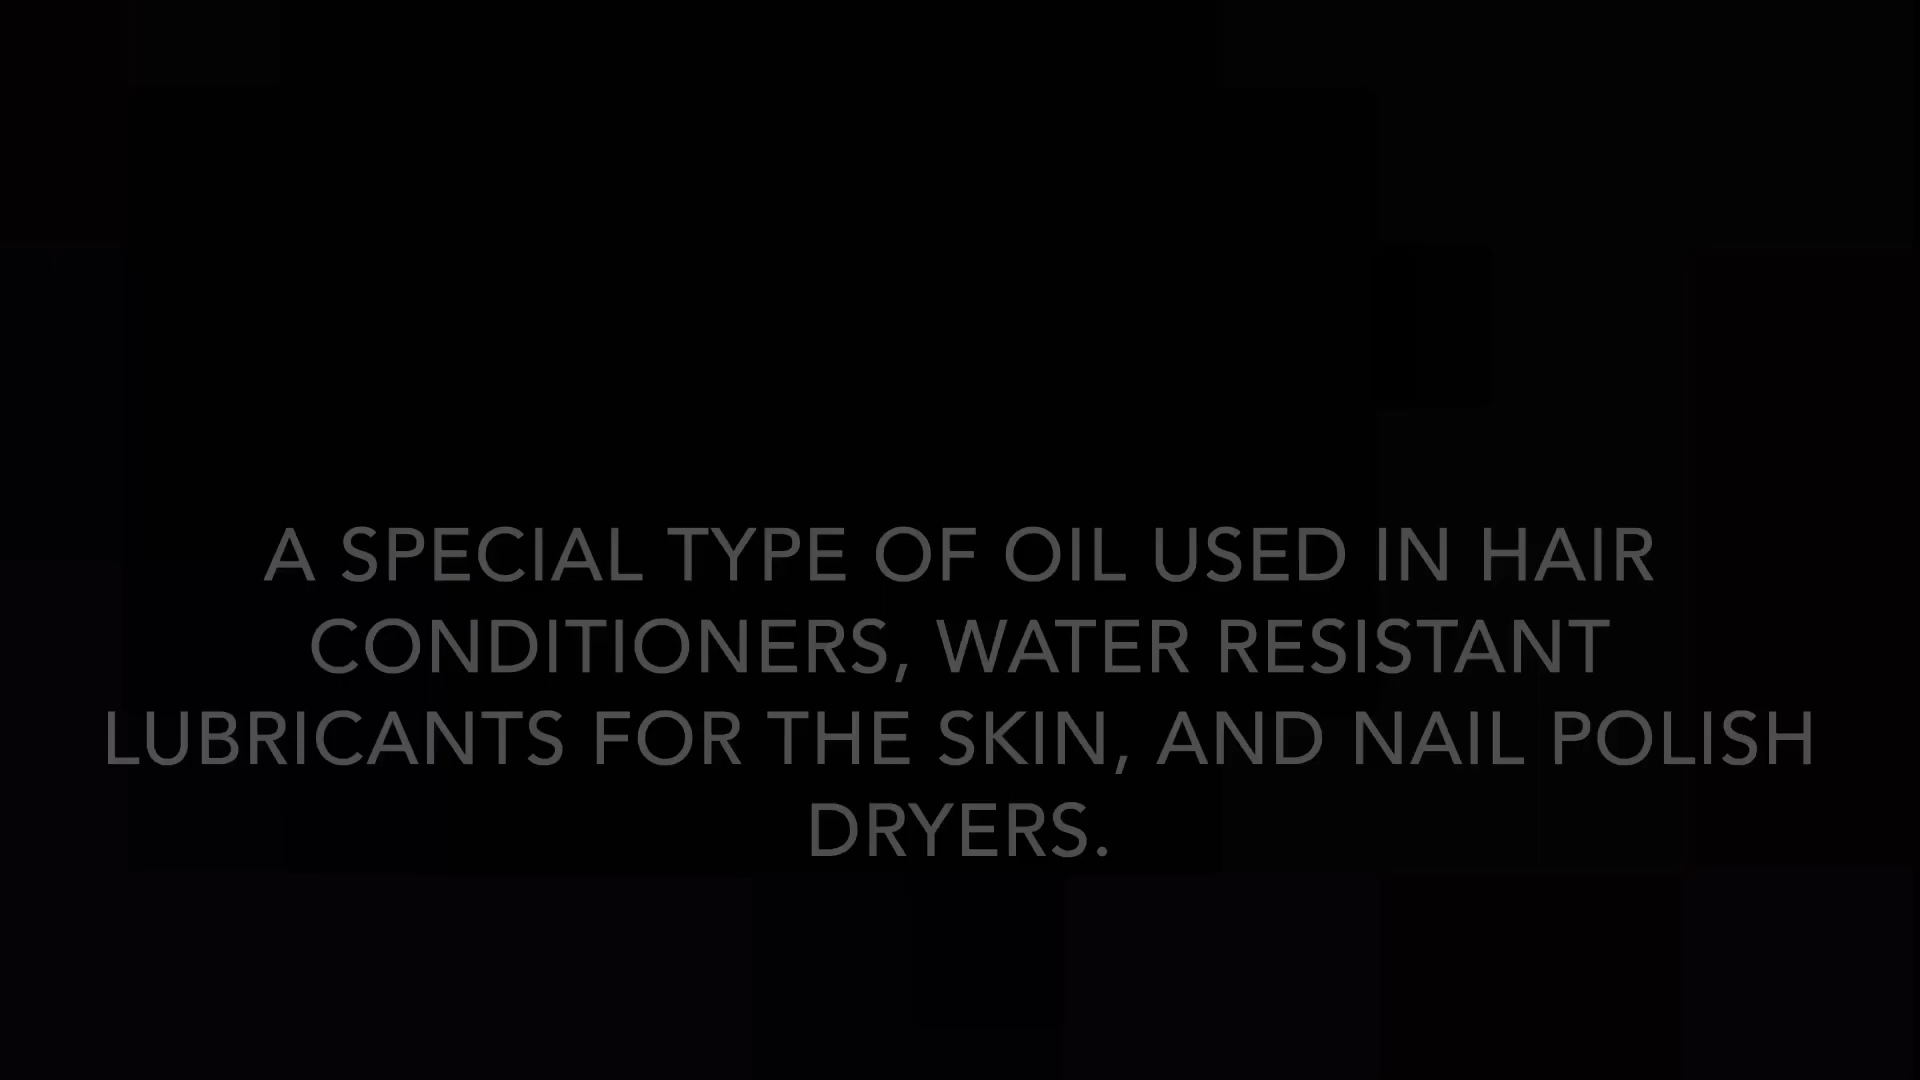 A SPECIAL TYPE OF OIL USED IN HAIR
CONDITIONERS, WATER RESISTANT
LUBRICANTS FOR THE SKIN, AND NAIL POLISH
DRYERS.